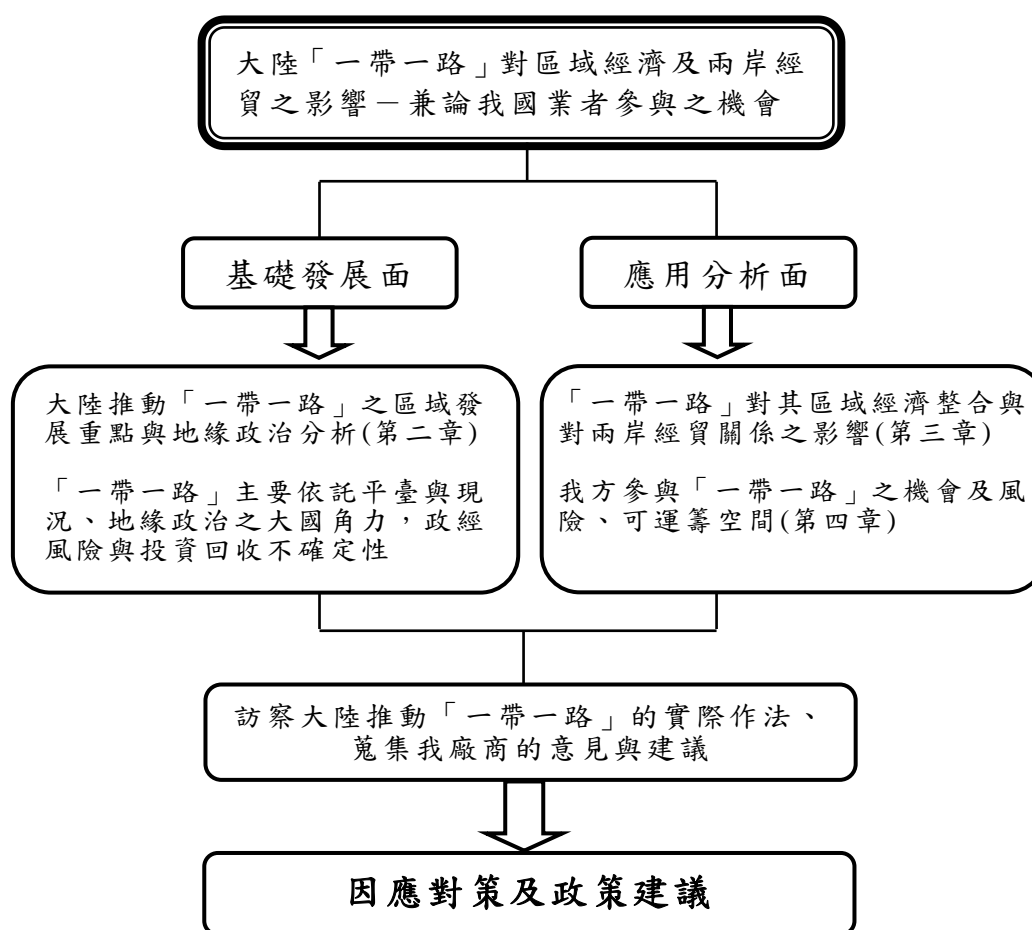 大陸「一帶一路」對區域經濟及兩岸經
貿之影響－兼論我國業者參與之機會
基礎發展面
應用分析面
大陸推動「一帶一路」之區域發
展重點與地緣政治分析(第二章)
「一帶一路」主要依託平臺與現
況、地緣政治之大國角力，政經
風險與投資回收不確定性
「一帶一路」對其區域經濟整合與
對兩岸經貿關係之影響(第三章)
我方參與「一帶一路」之機會及風
險、可運籌空間(第四章)
訪察大陸推動「一帶一路」的實際作法、
蒐集我廠商的意見與建議
因應對策及政策建議